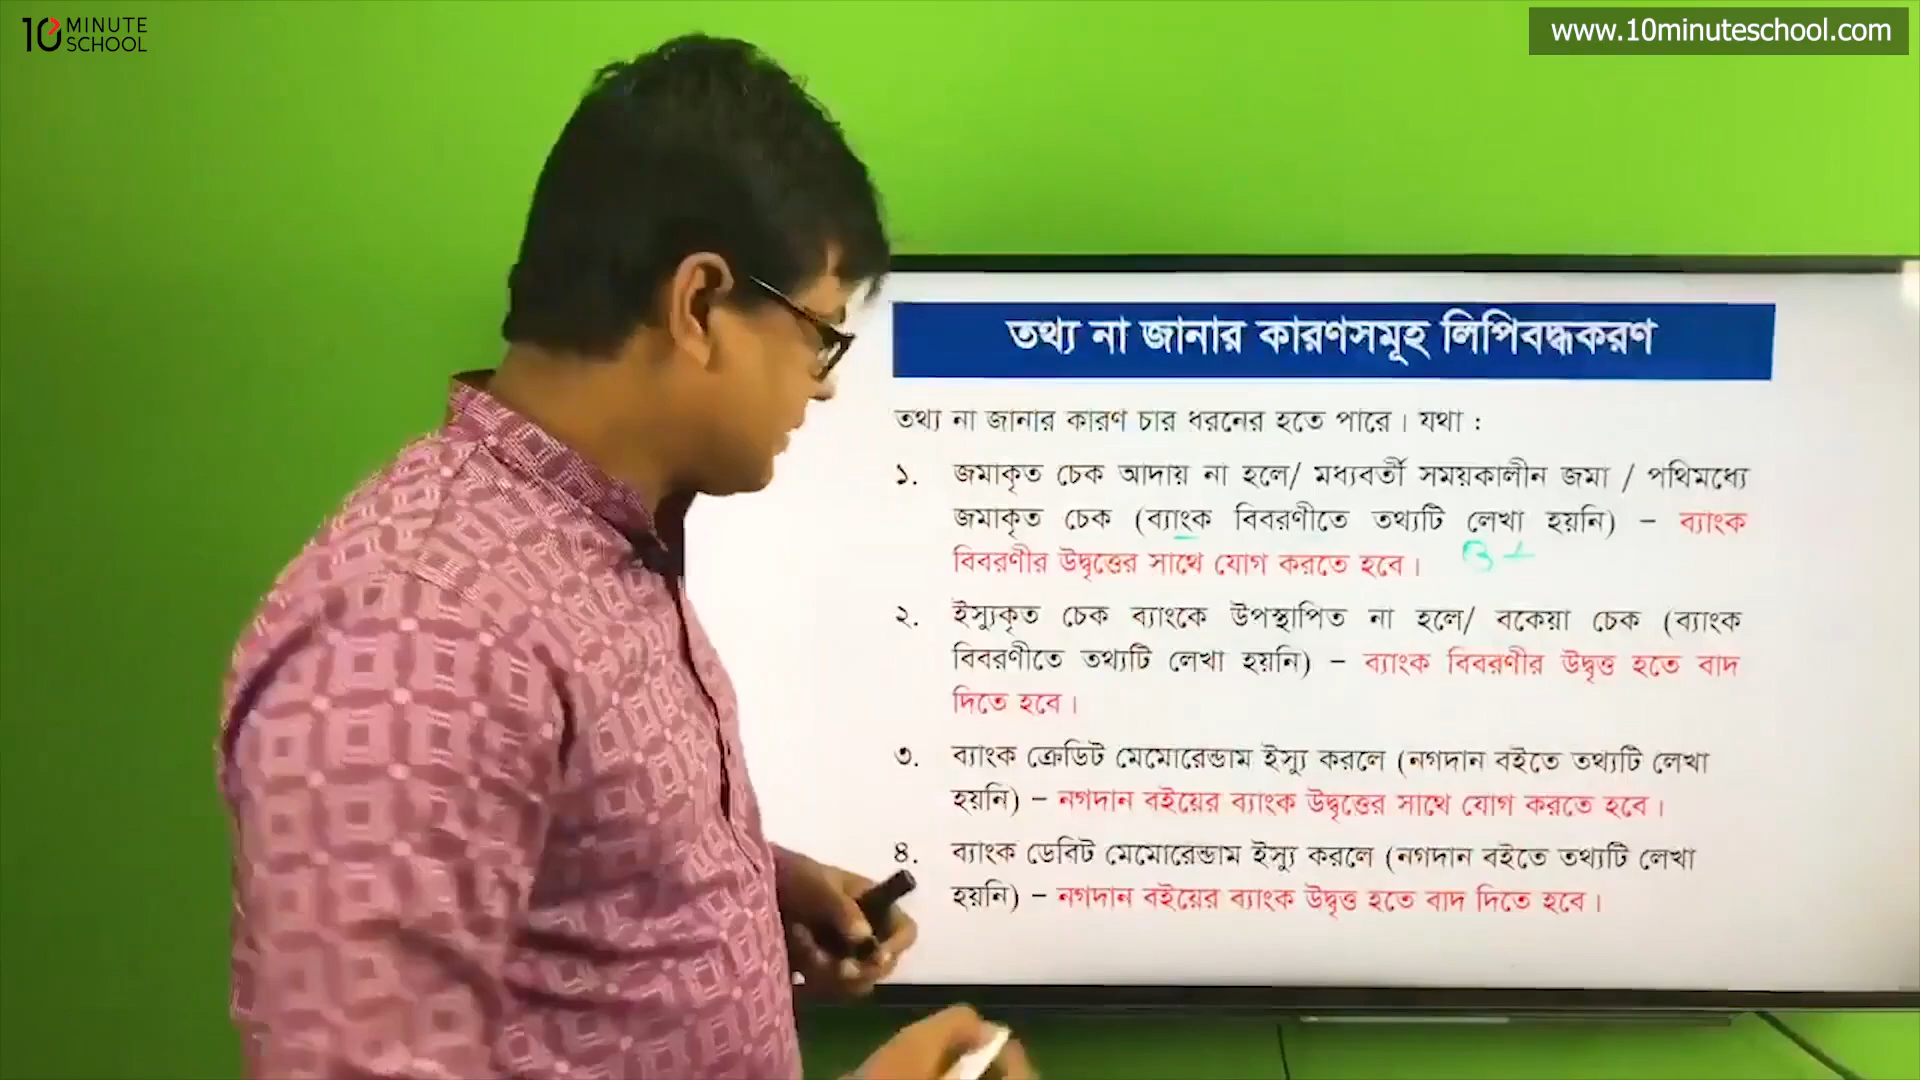 10 MINUTE SCHOOL
www.10minuteschool.com
তথ্য না জানার কারণসমূহ লিপিবদ্ধকরণ
তথ্য না জানার কারণ চার ধরনের হতে পারে। যথা :
১. জমাকৃত চেক আদায় না হলে/ মধ্যবর্তী সময়কালীন জমা / পথিমধ্যে
জমাকৃত চেক (ব্যাংক বিবরণীতে তথ্যটি লেখা হয়নি) – ব্যাংক
বিবরণীর উদ্বৃত্তের সাথে যোগ করতে হবে।
২. ইস্যুকৃত চেক ব্যাংকে উপস্থাপিত না হলে/ বকেয়া চেক (ব্যাংক
বিবরণীতে তথ্যটি লেখা হয়নি) – ব্যাংক বিবরণীর উদ্বৃত্ত হতে বাদ
দিতে হবে।
৩. ব্যাংক ক্রেডিট মেমোরেন্ডাম ইস্যু করলে (নগদান বইতে তথ্যটি লেখা
হয়নি) – নগদান বইয়ের ব্যাংক উদ্বৃত্তের সাথে যোগ করতে হবে।
৪. ব্যাংক ডেবিট মেমোরেন্ডাম ইস্যু করলে (নগদান বইতে তথ্যটি লেখা
হয়নি) – নগদান বইয়ের ব্যাংক উদ্বৃত্ত হতে বাদ দিতে হবে।